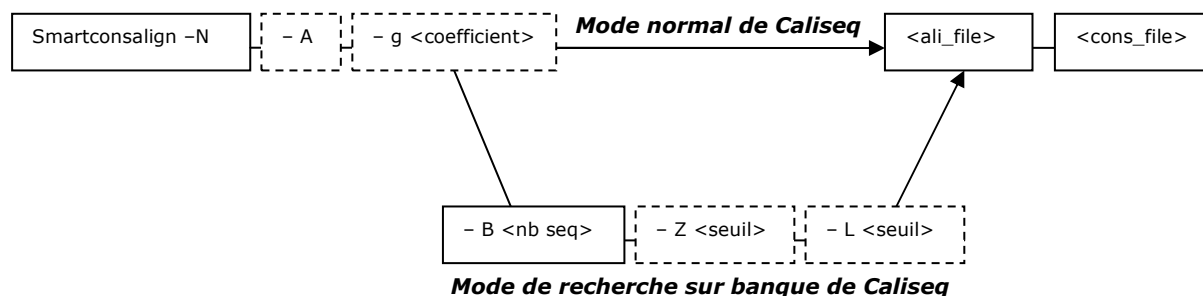 Smartconsalign –N
– A
– g <coefficient>
Mode normal de Caliseq
<ali_file>
<cons_file>
– B <nb seq>
– Z <seuil>
– L <seuil>
Mode de recherche sur banque de Caliseq